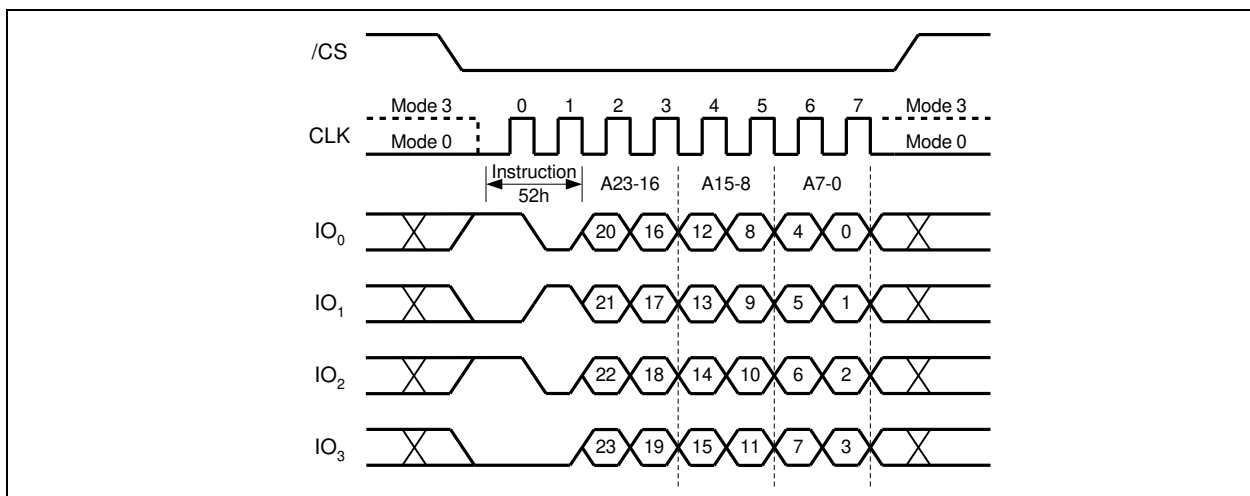 /CS
Mode 3 0 1 2 3 4 5 6 7 Mode 3
CLK
Mode 0 Mode 0
Instruction
52h A23-16 A15-8 A7-0
IO0 20 16 12 8 4 0
IO1 21 17 13 9 5 1
IO2 22 18 14 10 6 2
IO3 23 19 15 11 7 3